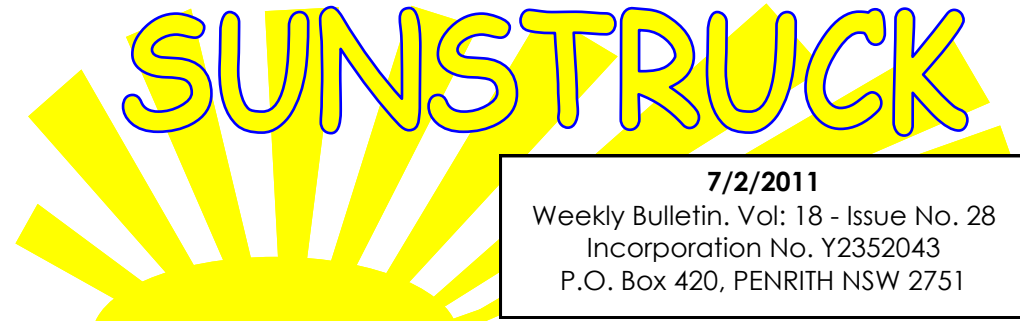 SUNSTRUCK
7/2/2011
Weekly Bulletin. Vol: 18 - Issue No. 28
Incorporation No. Y2352043
P.O. Box 420, PENRITH NSW 2751